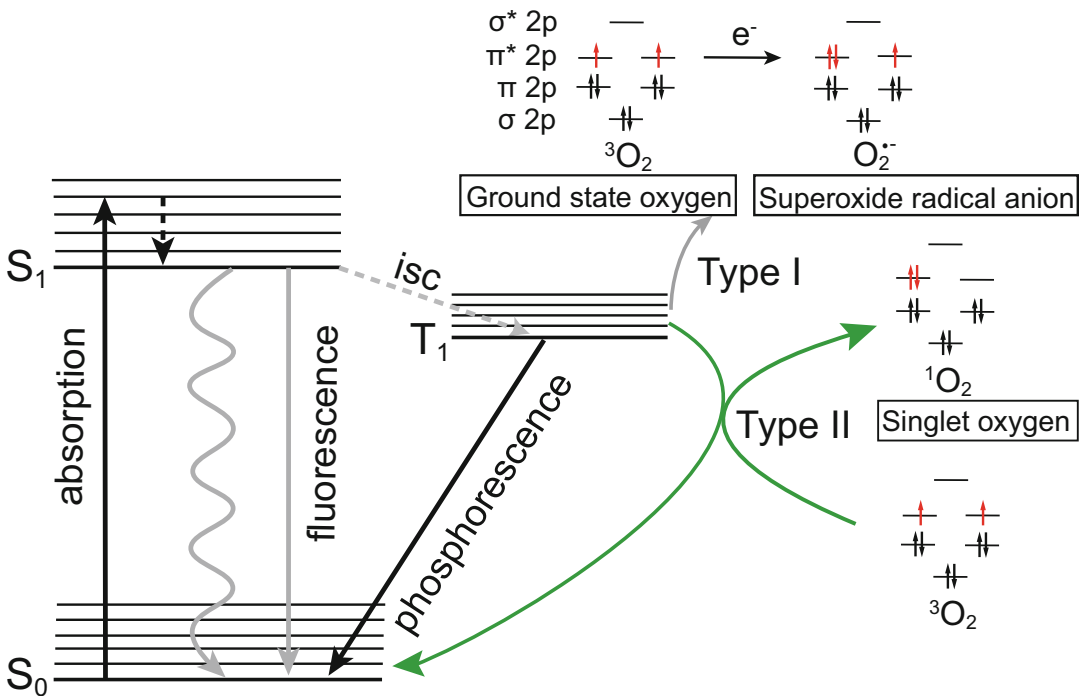 σ* 2p
π* 2p
π 2p
σ 2p
e⁻
³O₂
O₂•⁻
Ground state oxygen
Superoxide radical anion
S₁
isc
Type I
T₁
absorption
fluorescence
phosphorescence
¹O₂
Type II
Singlet oxygen
³O₂
S₀